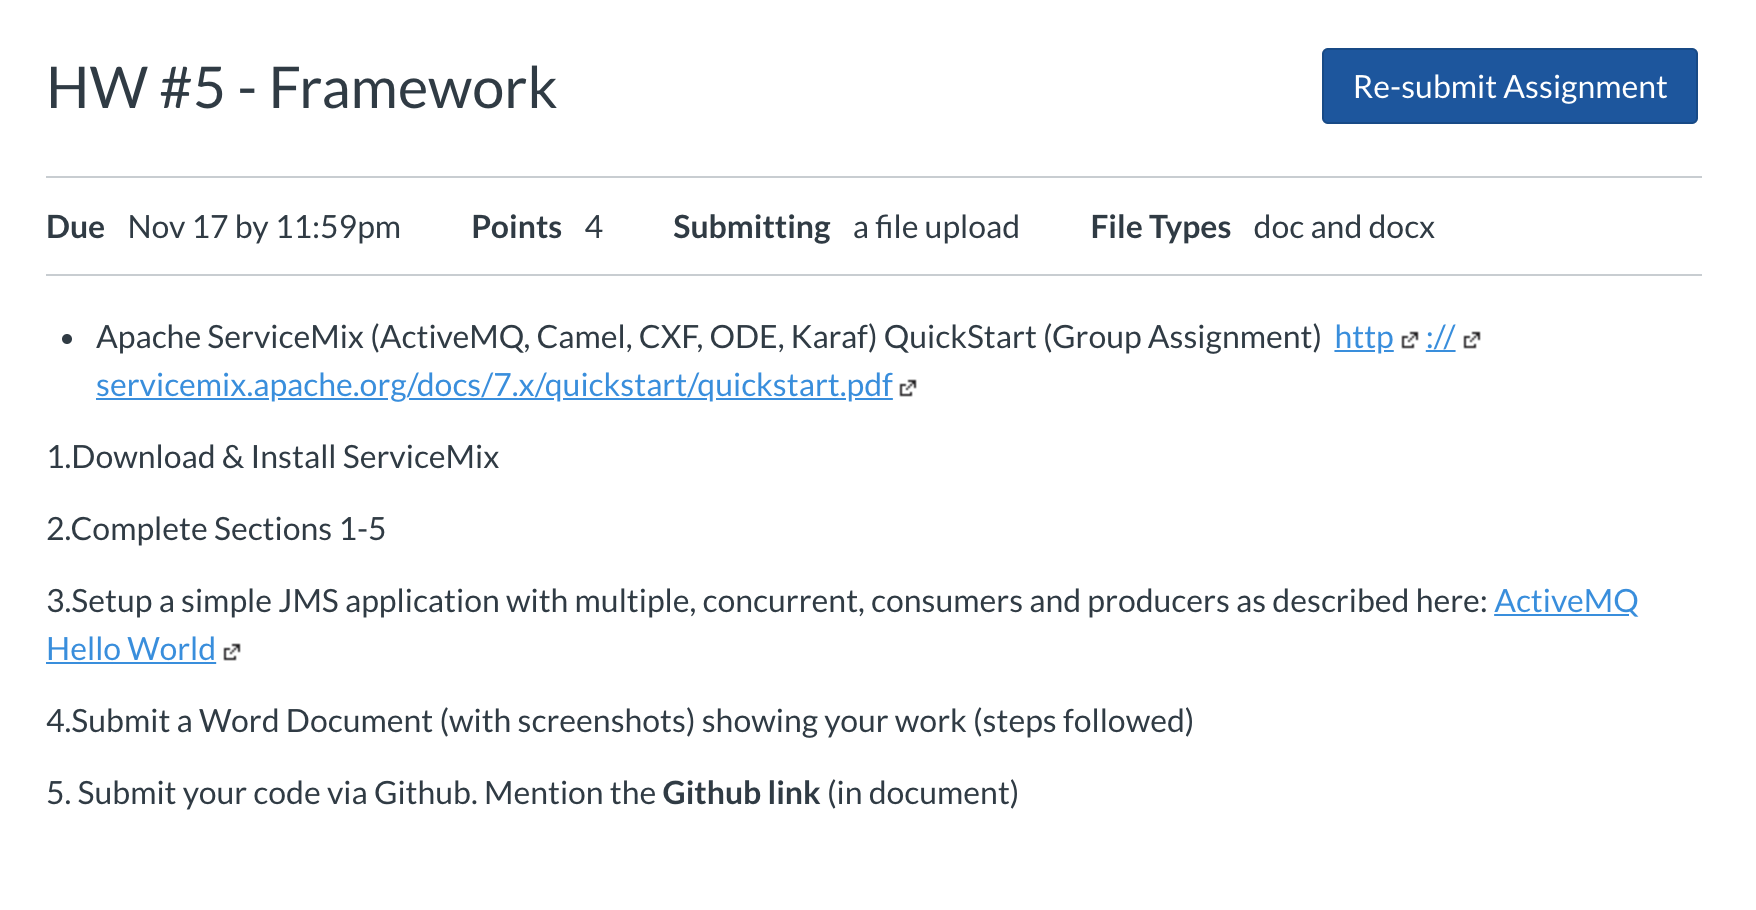 HW #5 - Framework
Re-submit Assignment
Due Nov 17 by 11:59pm Points 4 Submitting a file upload File Types doc and docx
• Apache ServiceMix (ActiveMQ, Camel, CXF, ODE, Karaf) QuickStart (Group Assignment) http ://
servicemix.apache.org/docs/7.x/quickstart/quickstart.pdf
1.Download & Install ServiceMix
2.Complete Sections 1-5
3.Setup a simple JMS application with multiple, concurrent, consumers and producers as described here: ActiveMQ
Hello World
4.Submit a Word Document (with screenshots) showing your work (steps followed)
5. Submit your code via Github. Mention the Github link (in document)